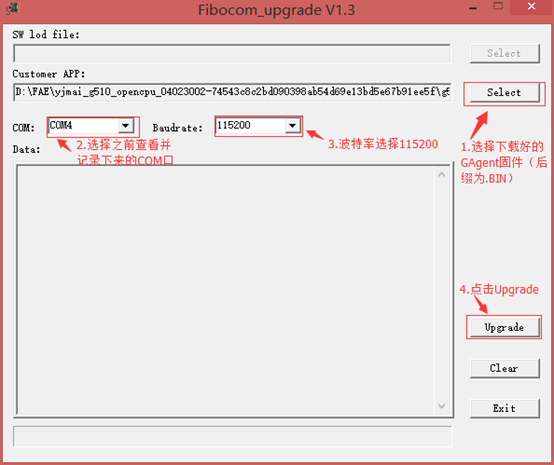 Fibocom_upgrade V1.3
SW lod file:
Select
Customer APP:
D:\FAE\yjmai_g510_opencpu_04023002-74543c8c2bd090398ab54d69e13bd5e67b91ee5f\g5
Select
COM:
COM4
Baudrate:
115200
2.选择之前查看并
记录下来的COM口
3.波特率选择115200
1.选择下载好的
GAgent固件（后
缀为.BIN）
Data:
4.点击Upgrade
Upgrade
Clear
Exit